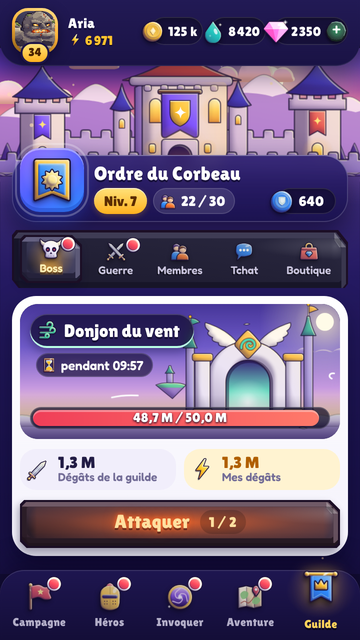 Aria
34
6 971
125 k
8420
2350
+
Ordre du Corbeau
Niv. 7
22 / 30
640
Boss
Guerre
Membres
Tchat
Boutique
Donjon du vent
pendant 09:57
48,7 M / 50,0 M
1,3 M
Dégâts de la guilde
1,3 M
Mes dégâts
Attaquer
1 / 2
Campagne
Héros
Invoquer
Aventure
Guilde